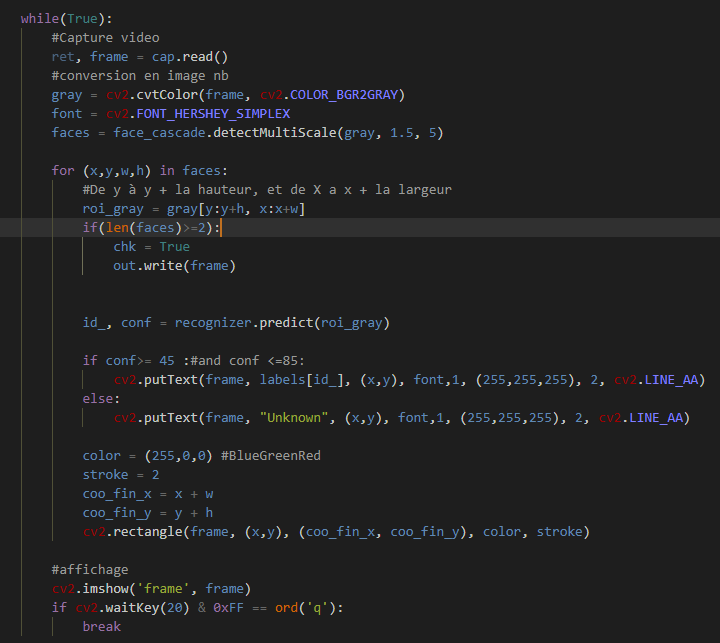 while(True):
    #Capture video
    ret, frame = cap.read()
    #conversion en image nb
    gray = cv2.cvtColor(frame, cv2.COLOR_BGR2GRAY)
    font = cv2.FONT_HERSHEY_SIMPLEX
    faces = face_cascade.detectMultiScale(gray, 1.5, 5)

    for (x,y,w,h) in faces:
        #De y à y + la hauteur, et de X a x + la largeur
        roi_gray = gray[y:y+h, x:x+w]
        if(len(faces)>=2):
            chk = True
            out.write(frame)


        id_, conf = recognizer.predict(roi_gray)

        if conf>= 45 :#and conf <=85:
            cv2.putText(frame, labels[id_], (x,y), font,1, (255,255,255), 2, cv2.LINE_AA)
        else:
            cv2.putText(frame, "Unknown", (x,y), font,1, (255,255,255), 2, cv2.LINE_AA)

        color = (255,0,0) #BlueGreenRed
        stroke = 2
        coo_fin_x = x + w
        coo_fin_y = y + h
        cv2.rectangle(frame, (x,y), (coo_fin_x, coo_fin_y), color, stroke)

    #affichage
    cv2.imshow('frame', frame)
    if cv2.waitKey(20) & 0xFF == ord('q'):
        break